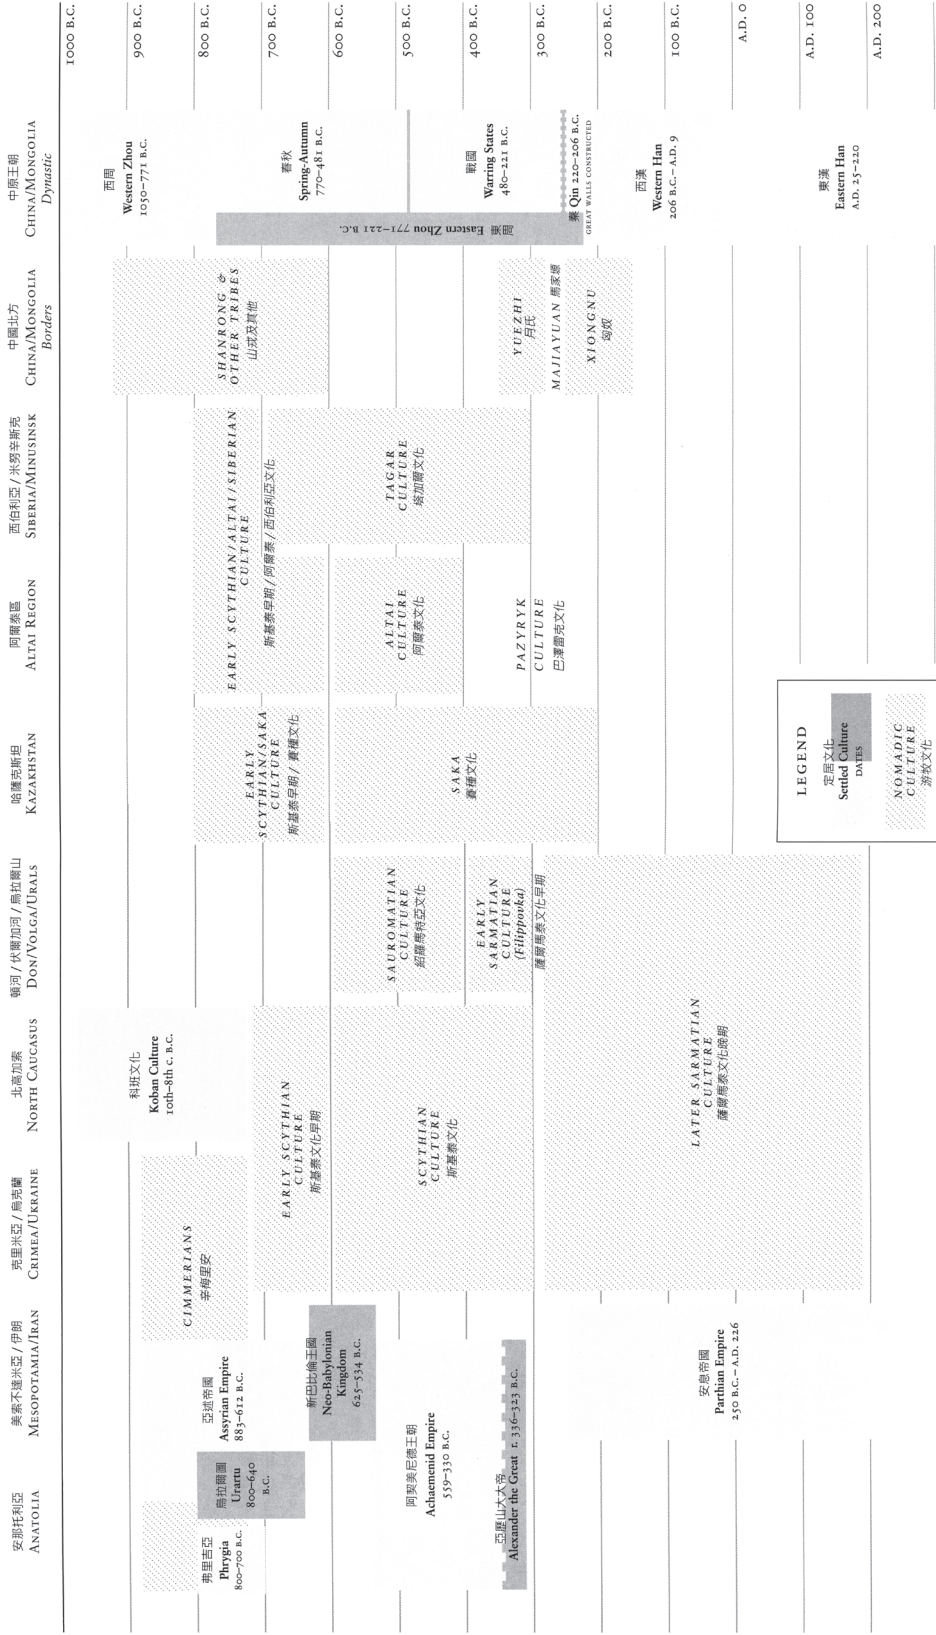 安那托利亞
ANATOLIA
美索不達米亞 / 伊朗
MESOPOTAMIA/IRAN
克里米亞 / 烏克蘭
CRIMEA/UKRAINE
北高加索
NORTH CAUCASUS
頓河 / 伏爾加河 / 烏拉爾山
DON/VOLGA/URALS
哈薩克斯坦
KAZAKHSTAN
阿爾泰區
ALTAI REGION
西伯利亞 / 米努辛斯克
SIBERIA/MINUSINSK
中國北方
CHINA/MONGOLIA
Borders
中原王朝
CHINA/MONGOLIA
Dynastic
1000 B.C.
900 B.C.
800 B.C.
700 B.C.
600 B.C.
500 B.C.
400 B.C.
300 B.C.
200 B.C.
100 B.C.
A.D. 0
A.D. 100
A.D. 200
弗里吉亞
Phrygia
800–700 B.C.
烏拉爾圖
Urartu
800–640
B.C.
亞述帝國
Assyrian Empire
883–612 B.C.
新巴比倫王國
Neo-Babylonian
Kingdom
625–534 B.C.
阿契美尼德王朝
Achaemenid Empire
559–330 B.C.
亞歷山大大帝
Alexander the Great r. 336–323 B.C.
安息帝國
Parthian Empire
250 B.C. – A.D. 226
CIMMERIANS
辛梅里安
科班文化
Koban Culture
10th–8th c. B.C.
EARLY SCYTHIAN
CULTURE
斯基泰文化早期
SCYTHIAN
CULTURE
斯基泰文化
LATER SARMATIAN
CULTURE
薩爾馬泰文化晚期
SAUROMATIAN
CULTURE
紹羅馬特亞文化
EARLY
SARMATIAN
CULTURE
(Filippovka)
薩爾馬泰文化早期
EARLY
SCYTHIAN/SAKA
CULTURE
斯基泰早期 / 賽種文化
SAKA
賽種文化
EARLY SCYTHIAN/ALTAI/SIBERIAN
CULTURE
斯基泰早期 / 阿爾泰 / 西伯利亞文化
ALTAI
CULTURE
阿爾泰文化
PAZYRYK
CULTURE
巴澤雷克文化
TAGAR
CULTURE
塔加爾文化
SHANRONG &
OTHER TRIBES
山戎及其他
YUEZHI
月氏
MAJIAYUAN 馬家塬
XIONGNU
匈奴
西周
Western Zhou
1050–771 B.C.
春秋
Spring-Autumn
770–481 B.C.
戰國
Warring States
480–221 B.C.
Eastern Zhou 771–221 B.C.
東周
秦 Qin 220–206 B.C.
GREAT WALLS CONSTRUCTED
西漢
Western Han
206 B.C. – A.D. 9
東漢
Eastern Han
A.D. 25–220
LEGEND
定居文化
Settled Culture
DATES
NOMADIC
CULTURE
游牧文化